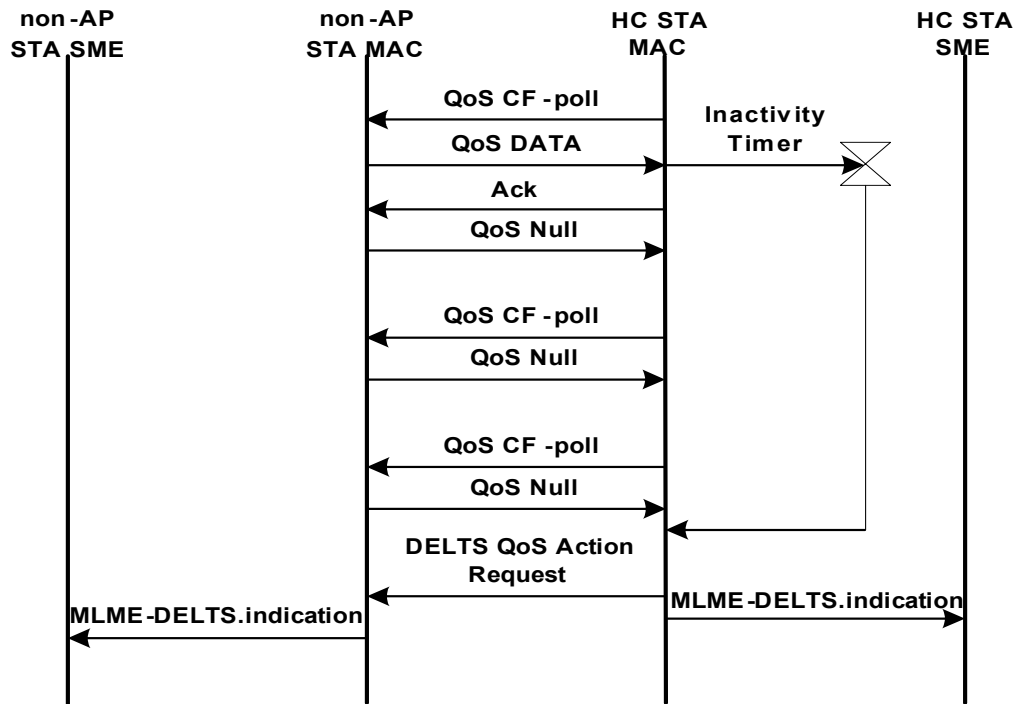 non-AP
STA SME
non-AP
STA MAC
HC STA
MAC
HC STA
SME
QoS CF-poll
Inactivity
Timer
QoS DATA
Ack
QoS Null
QoS CF-poll
QoS Null
QoS CF-poll
QoS Null
DELTS QoS Action
Request
MLME-DELTS.indication
MLME-DELTS.indication